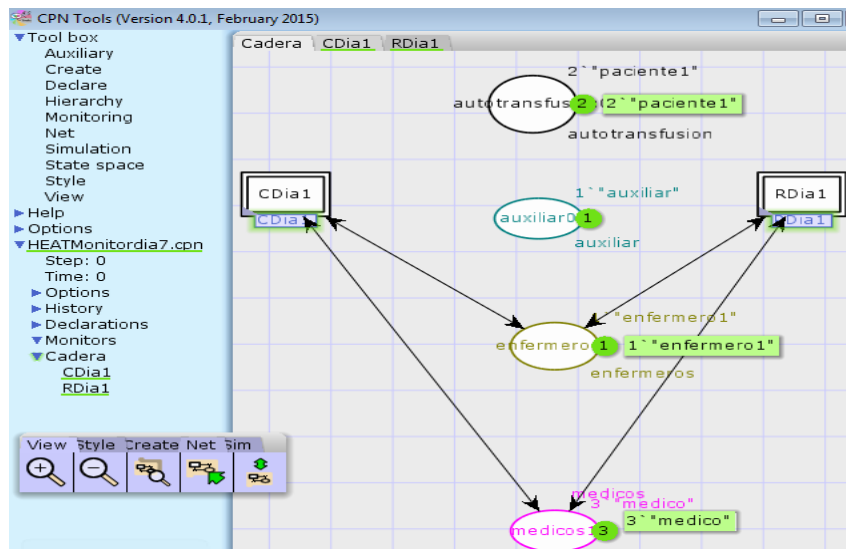 CPN Tools (Version 4.0.1, February 2015)
Tool box
Auxiliary
Create
Declare
Hierarchy
Monitoring
Net
Simulation
State space
Style
View
Help
Options
HEATMonitordia7.cpn
Step: 0
Time: 0
Options
History
Declarations
Monitors
Cadera
CDia1
RDia1
View Style Create Net Sim
Cadera CDia1 RDia1
2`"paciente1"
autotransfus 2 2`"paciente1"
autotransfusion
CDia1
CDia1
1`"auxiliar"
auxiliar0 1
auxiliar
RDia1
RDia1
1`"enfermero1"
enfermero 1 1`"enfermero1"
enfermeros
medicos
3`"medico"
medicos1 3 3`"medico"